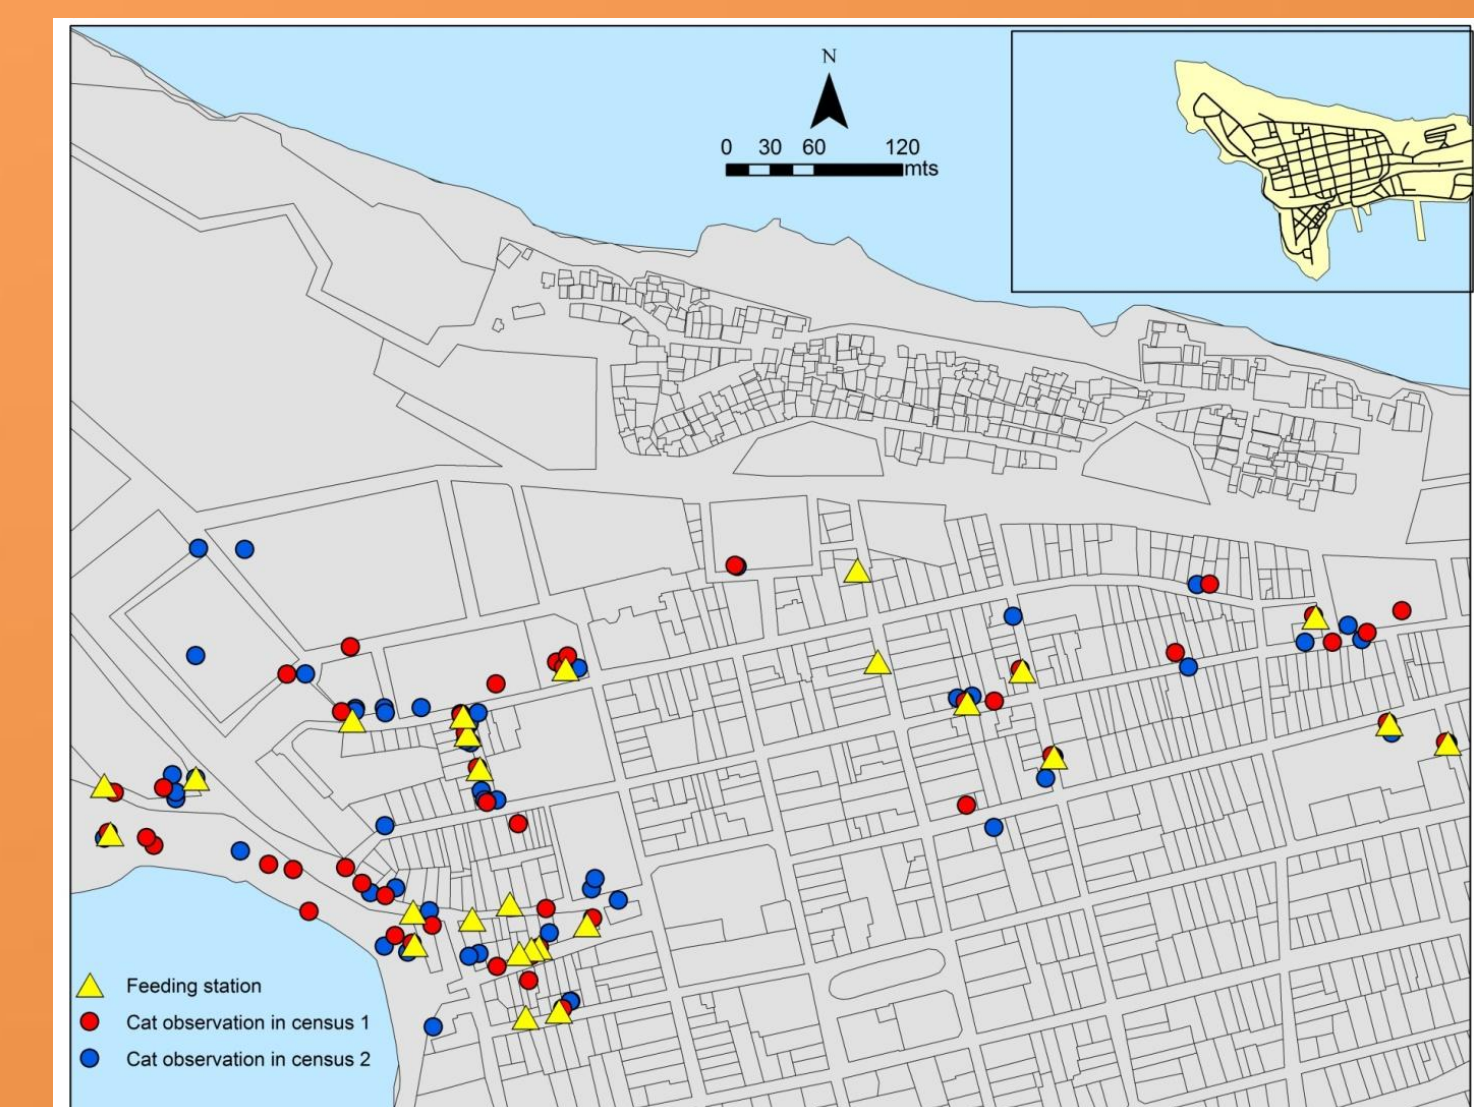 N
0 30 60 120
mts
Feeding station
Cat observation in census 1
Cat observation in census 2